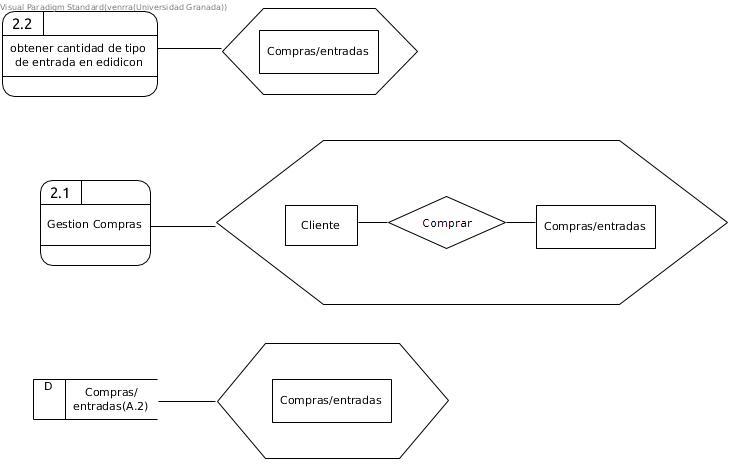 Visual Paradigm Standard(venrra(Universidad Granada))
2.2
obtener cantidad de tipo
de entrada en edidicon
Compras/entradas
2.1
Gestion Compras
Cliente
Comprar
Compras/entradas
D
Compras/
entradas(A.2)
Compras/entradas